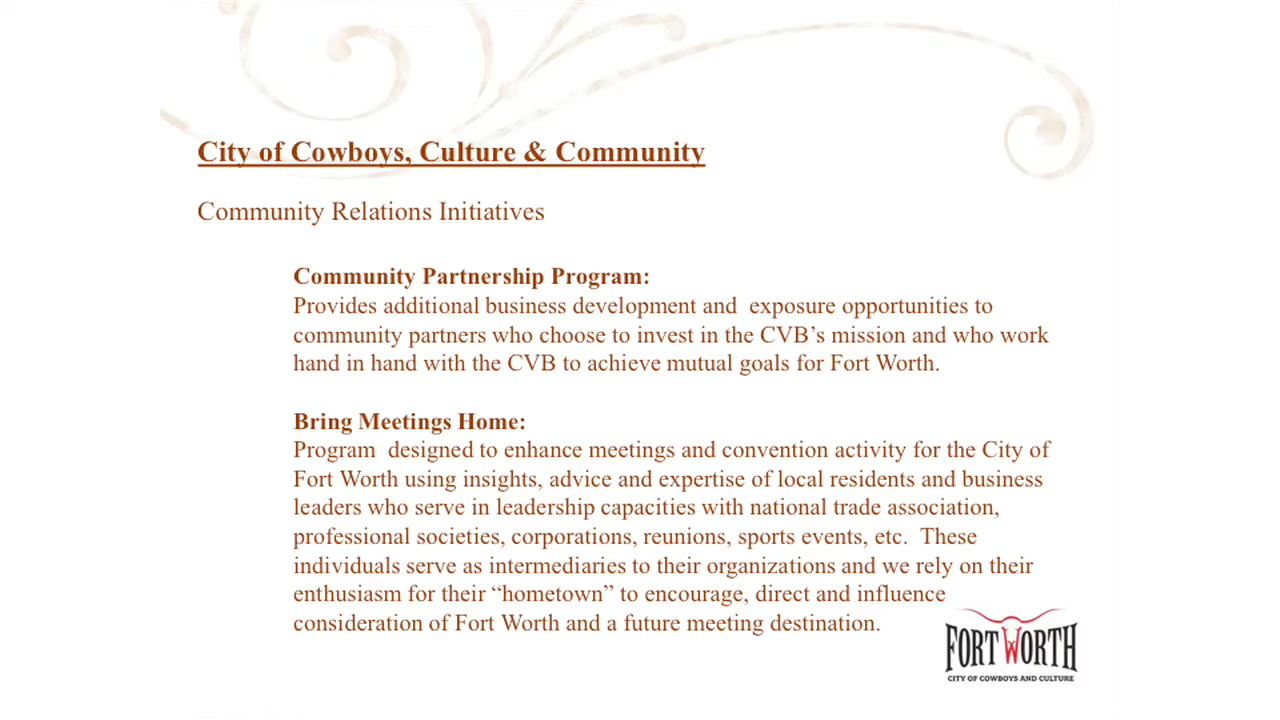 City of Cowboys, Culture & Community
Community Relations Initiatives
Community Partnership Program:
Provides additional business development and  exposure opportunities to
community partners who choose to invest in the CVB’s mission and who work
hand in hand with the CVB to achieve mutual goals for Fort Worth.
Bring Meetings Home:
Program  designed to enhance meetings and convention activity for the City of
Fort Worth using insights, advice and expertise of local residents and business
leaders who serve in leadership capacities with national trade association,
professional societies, corporations, reunions, sports events, etc.  These
individuals serve as intermediaries to their organizations and we rely on their
enthusiasm for their “hometown” to encourage, direct and influence
consideration of Fort Worth and a future meeting destination.
FORT WORTH
CITY OF COWBOYS AND CULTURE